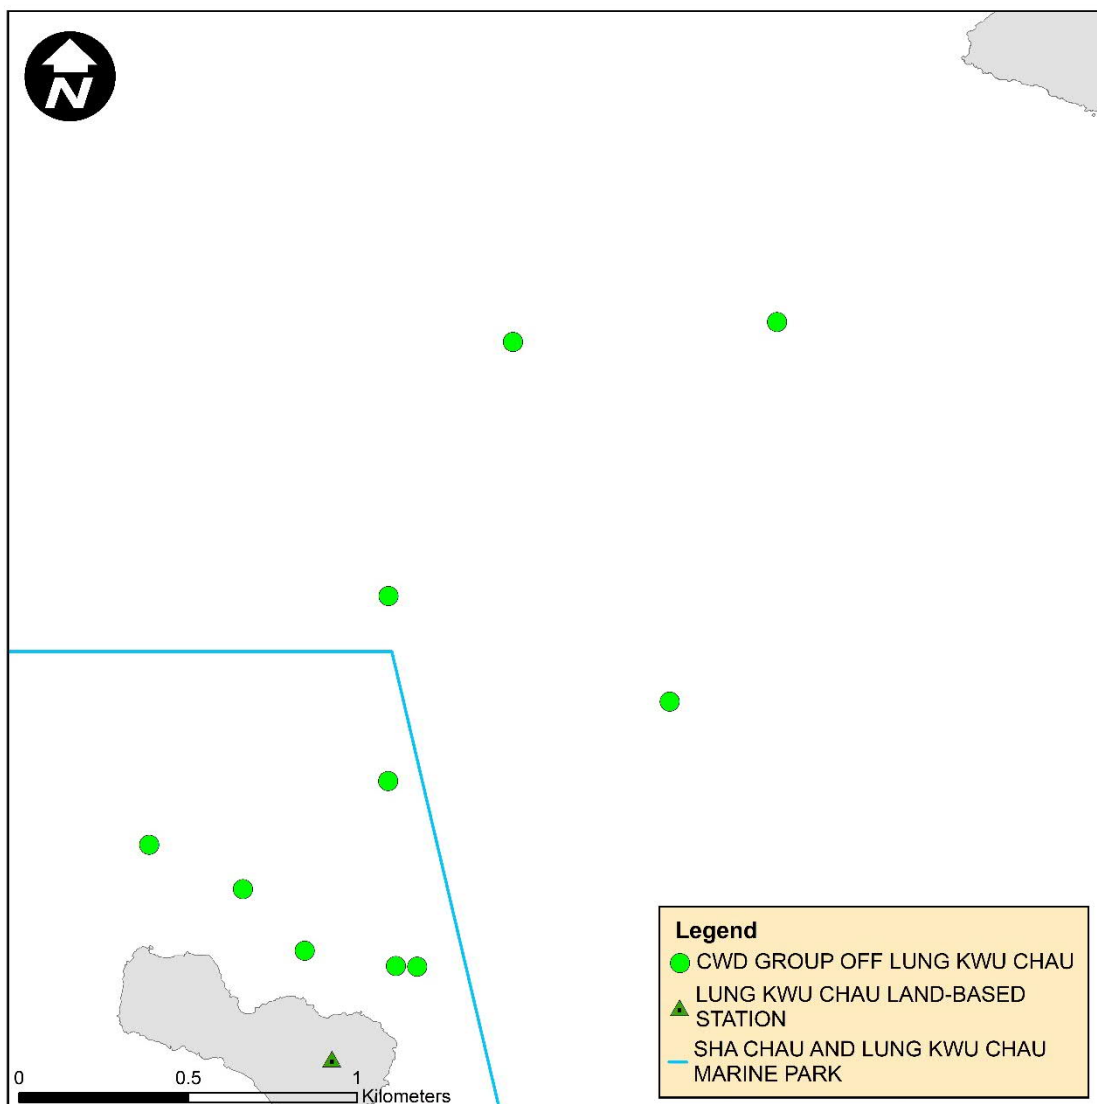 N
Legend
CWD GROUP OFF LUNG KWU CHAU
LUNG KWU CHAU LAND-BASED
STATION
SHA CHAU AND LUNG KWU CHAU
MARINE PARK
0 0.5 1
Kilometers